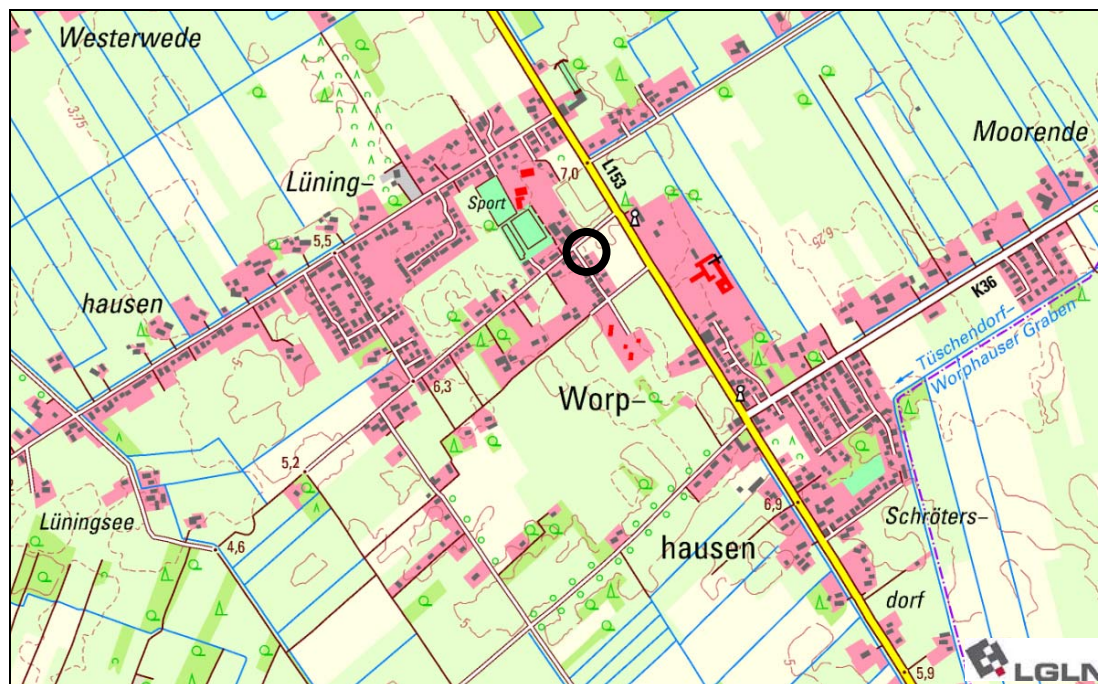 Westerwede
3,75
Lüning-
Sport
7,0
L153
Moorende
6,25
5,5
hausen
K36
Tüschendorf-
Worphauser Graben
6,3
Worp-
5,2
Lüningsee
4,6
6,9
Schröters-
hausen
dorf
5
5,9
LGLN